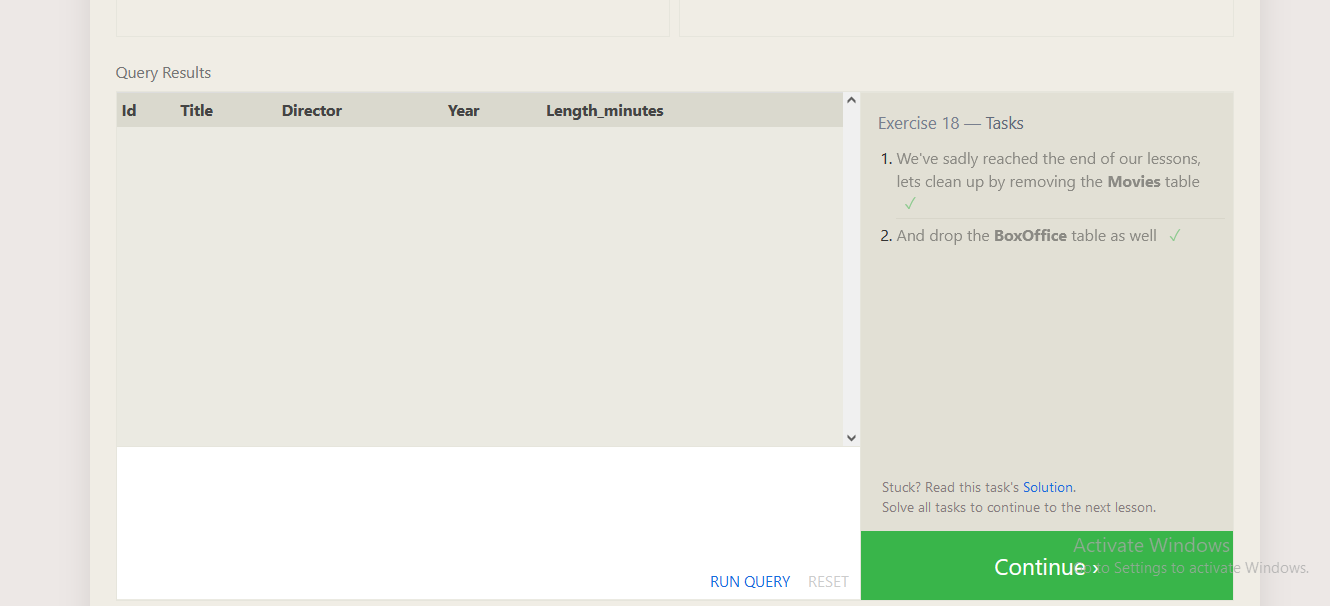 Query Results
Id Title Director Year Length_minutes
Exercise 18 — Tasks
1. We've sadly reached the end of our lessons,
lets clean up by removing the Movies table
✓
2. And drop the BoxOffice table as well ✓
Stuck? Read this task's Solution.
Solve all tasks to continue to the next lesson.
RUN QUERY RESET
Continue ›
Activate Windows
Go to Settings to activate Windows.